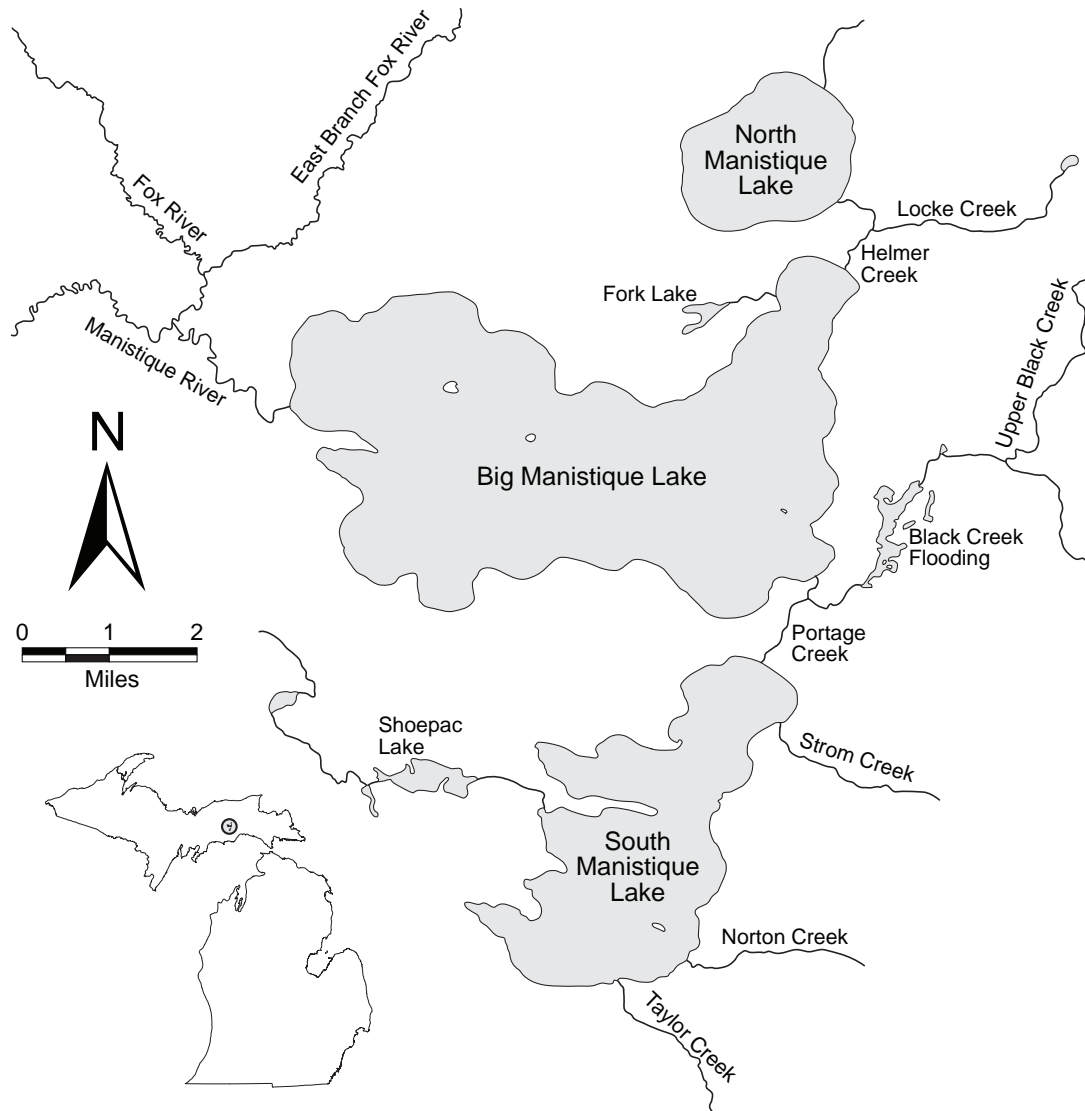 East Branch Fox River
Fox River
North
Manistique
Lake
Locke Creek
Helmer
Creek
Fork Lake
Manistique River
Upper Black Creek
N
Big Manistique Lake
Black Creek
Flooding
0 1 2
Miles
Portage
Creek
Shoepac
Lake
Strom Creek
South
Manistique
Lake
Norton Creek
Taylor Creek